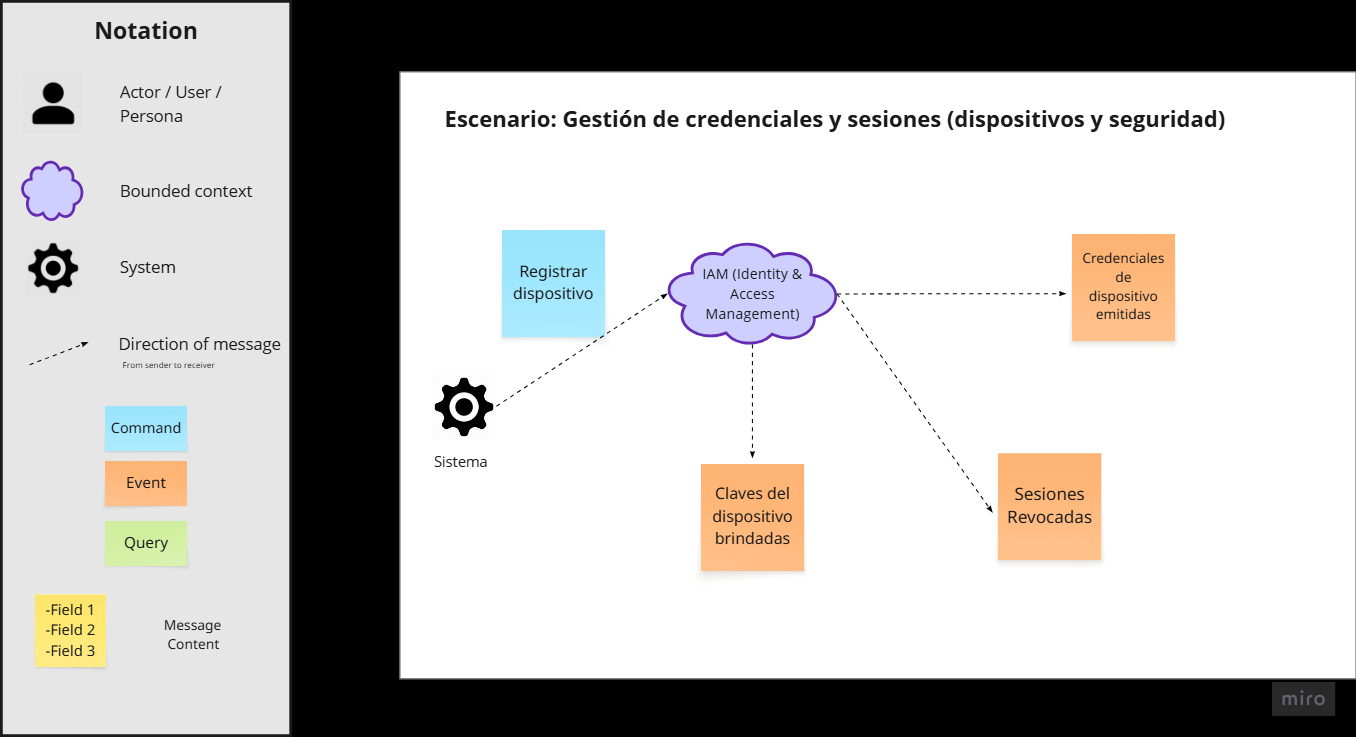 Notation
Actor / User /
Persona
Bounded context
System
Direction of message
From sender to receiver
Command
Event
Query
-Field 1
-Field 2
-Field 3
Message
Content
Escenario: Gestión de credenciales y sesiones (dispositivos y seguridad)
Registrar
dispositivo
IAM (Identity &
Access
Management)
Credenciales
de
dispositivo
emitidas
Sistema
Claves del
dispositivo
brindadas
Sesiones
Revocadas
miro